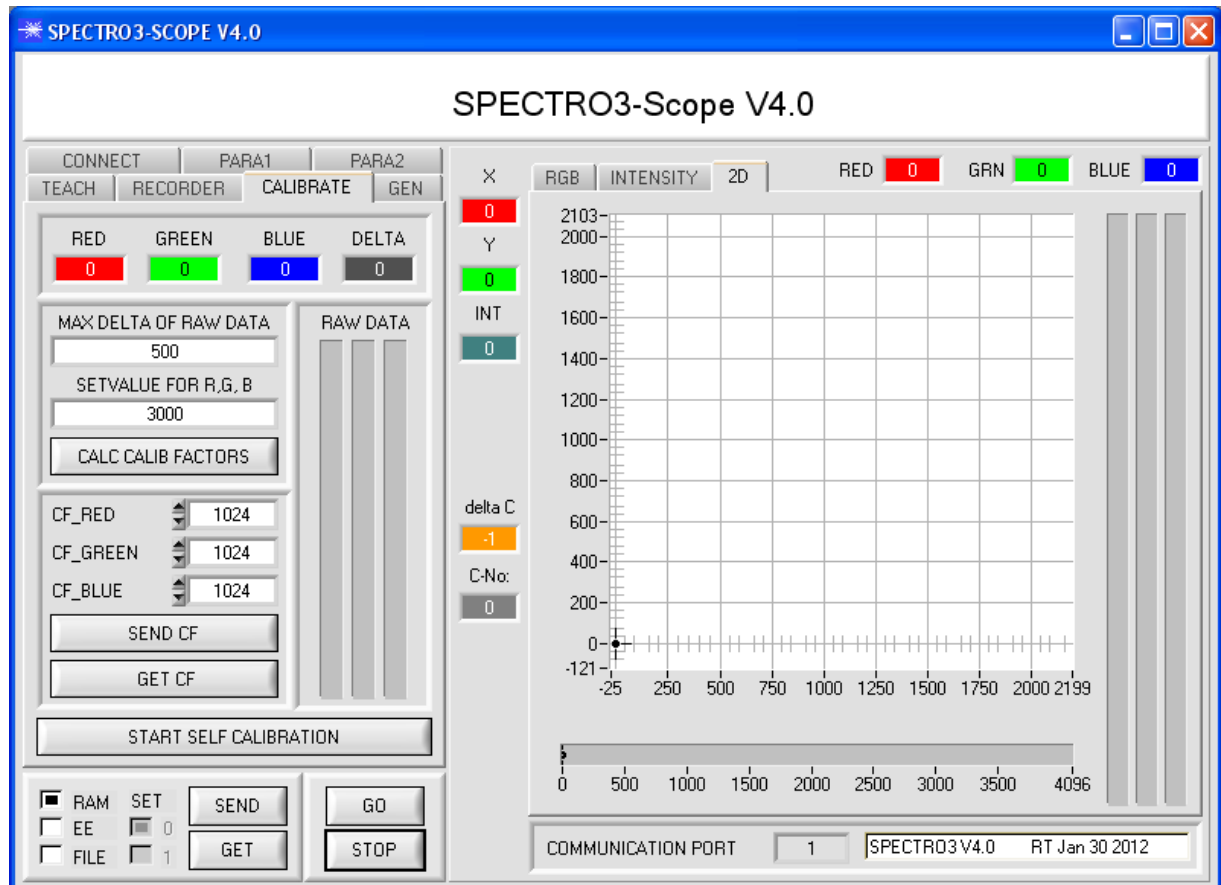 SPECTRO3-SCOPE V4.0
SPECTRO3-Scope V4.0
CONNECT PARA1 PARA2
TEACH RECORDER CALIBRATE GEN
RED GREEN BLUE DELTA
0 0 0 0
MAX DELTA OF RAW DATA
500
SETVALUE FOR R,G, B
3000
CALC CALIB FACTORS
RAW DATA
CF_RED 1024
CF_GREEN 1024
CF_BLUE 1024
SEND CF
GET CF
START SELF CALIBRATION
RAM SET
EE 0
FILE 1
SEND
GET
GO
STOP
X
0
Y
0
INT
0
delta C
-1
C-No:
0
RGB INTENSITY 2D
RED 0 GRN 0 BLUE 0
2103
2000
1800
1600
1400
1200
1000
800
600
400
200
0
-121
-25 250 500 750 1000 1250 1500 1750 2000 2199
0 500 1000 1500 2000 2500 3000 3500 4096
COMMUNICATION PORT 1 SPECTRO3 V4.0 RT Jan 30 2012